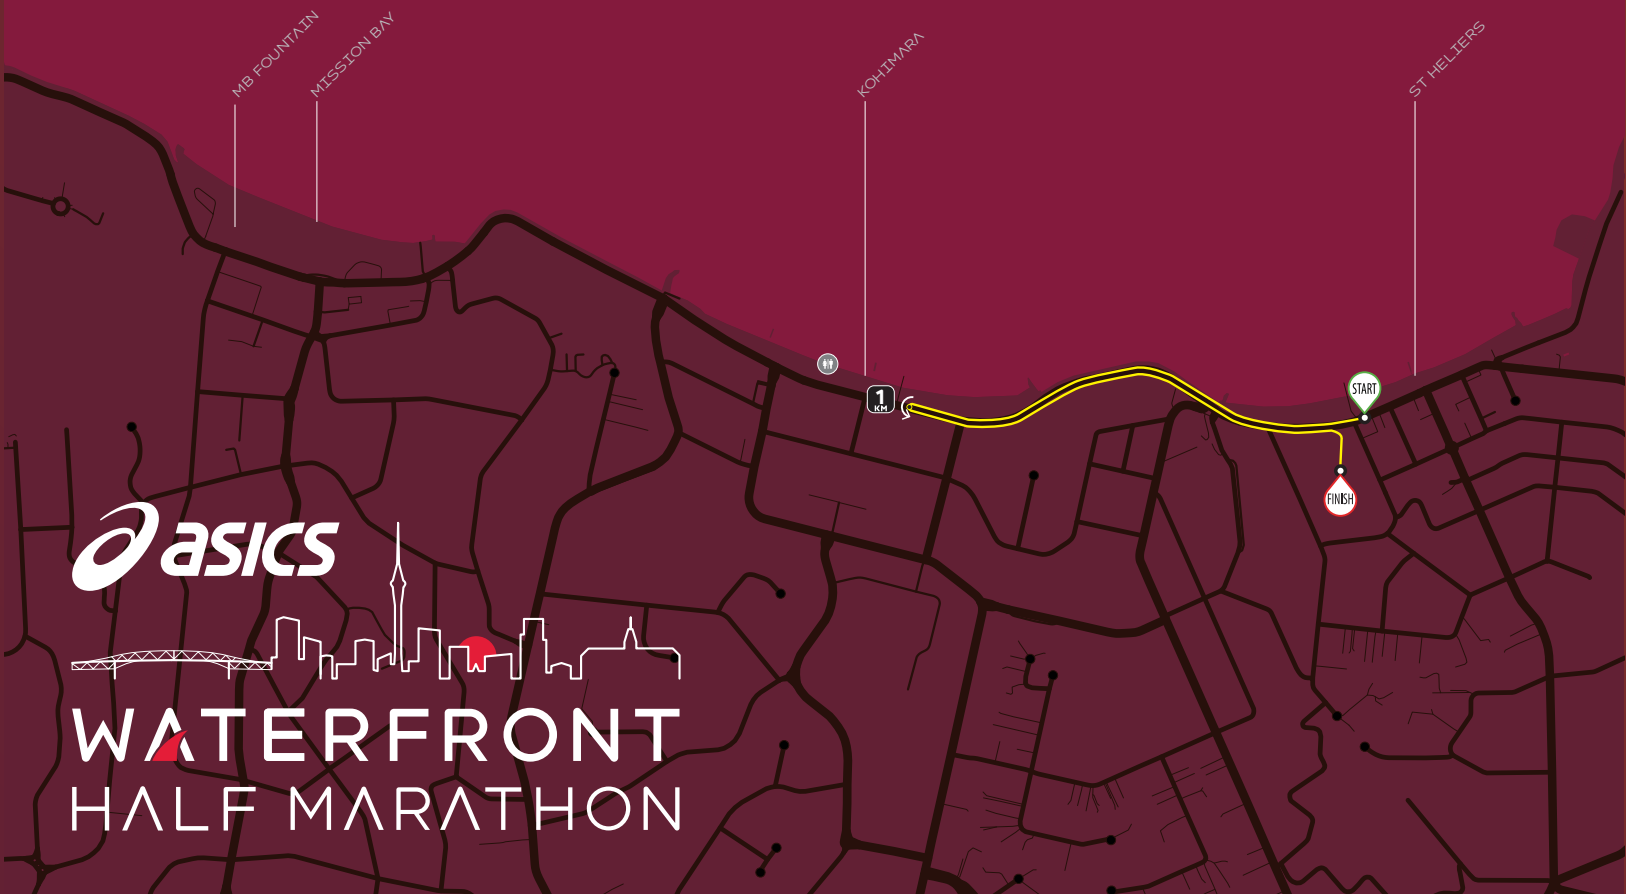 MB FOUNTAIN
MISSION BAY
KOHIMARA
ST HELIERS
1
KM
START
FINISH
asics
WATERFRONT
HALF MARATHON